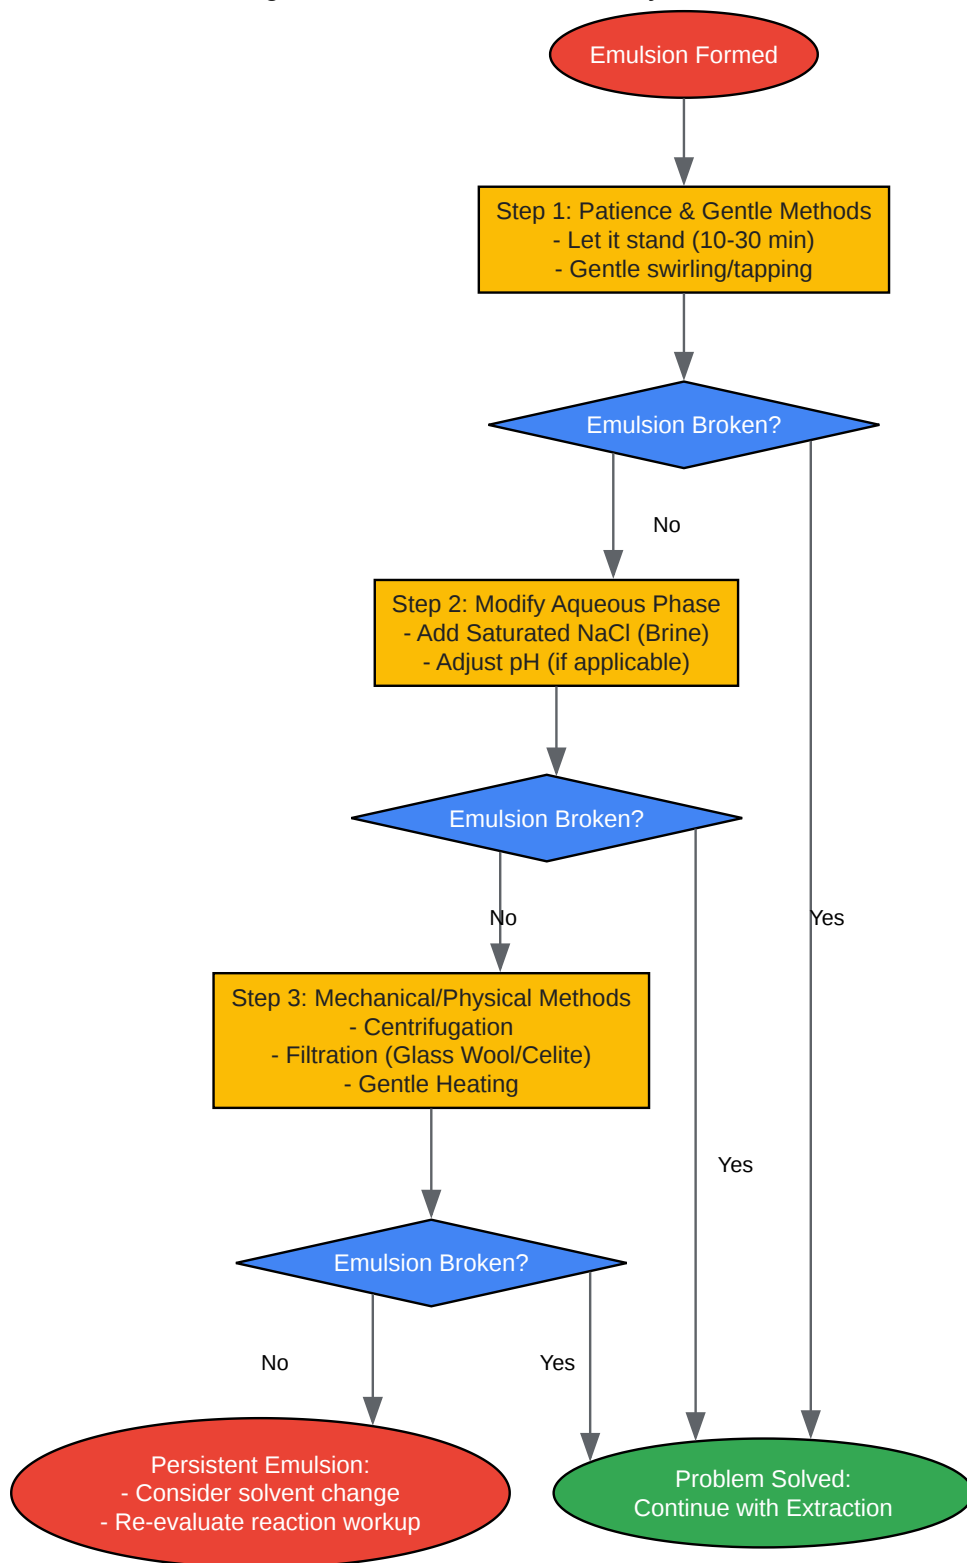 Emulsion Formed
Step 1: Patience & Gentle Methods
- Let it stand (10-30 min)
- Gentle swirling/tapping
Emulsion Broken?
No
Step 2: Modify Aqueous Phase
- Add Saturated NaCl (Brine)
- Adjust pH (if applicable)
Emulsion Broken?
No
Yes
Step 3: Mechanical/Physical Methods
- Centrifugation
- Filtration (Glass Wool/Celite)
- Gentle Heating
Yes
Emulsion Broken?
No
Yes
Persistent Emulsion:
- Consider solvent change
- Re-evaluate reaction workup
Problem Solved:
Continue with Extraction